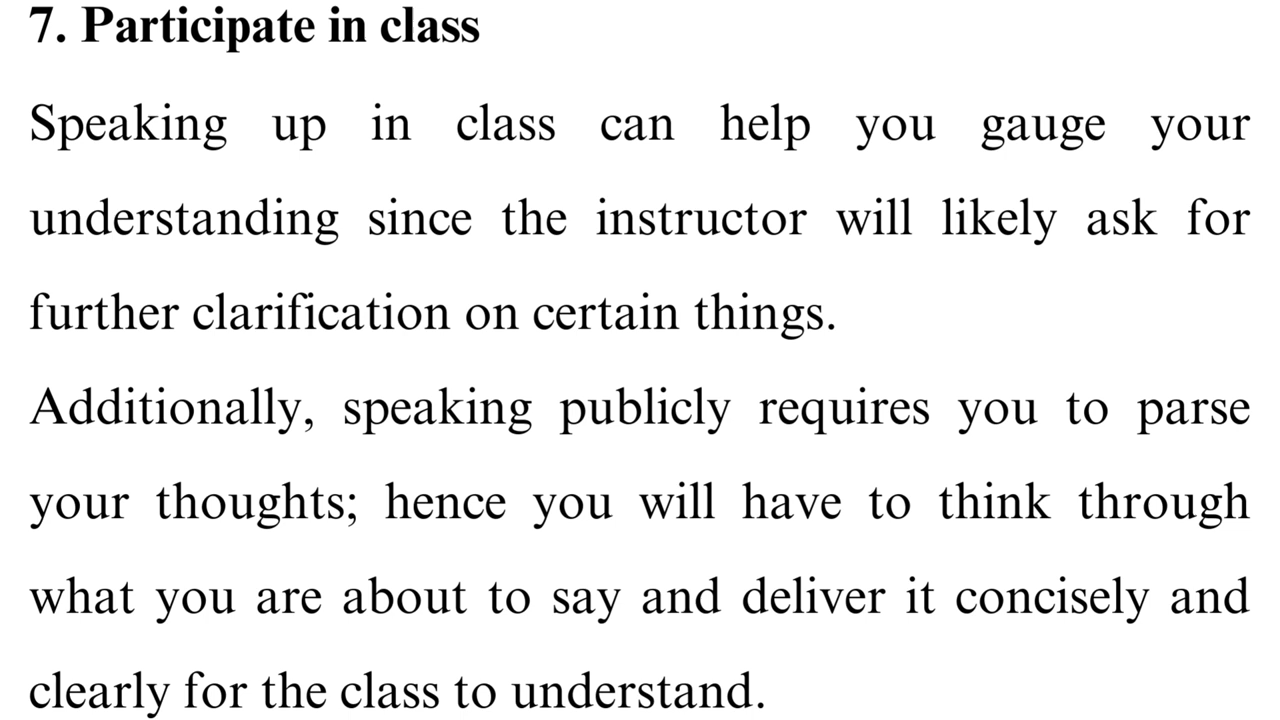 7. Participate in class
Speaking up in class can help you gauge your
understanding since the instructor will likely ask for
further clarification on certain things.
Additionally, speaking publicly requires you to parse
your thoughts; hence you will have to think through
what you are about to say and deliver it concisely and
clearly for the class to understand.